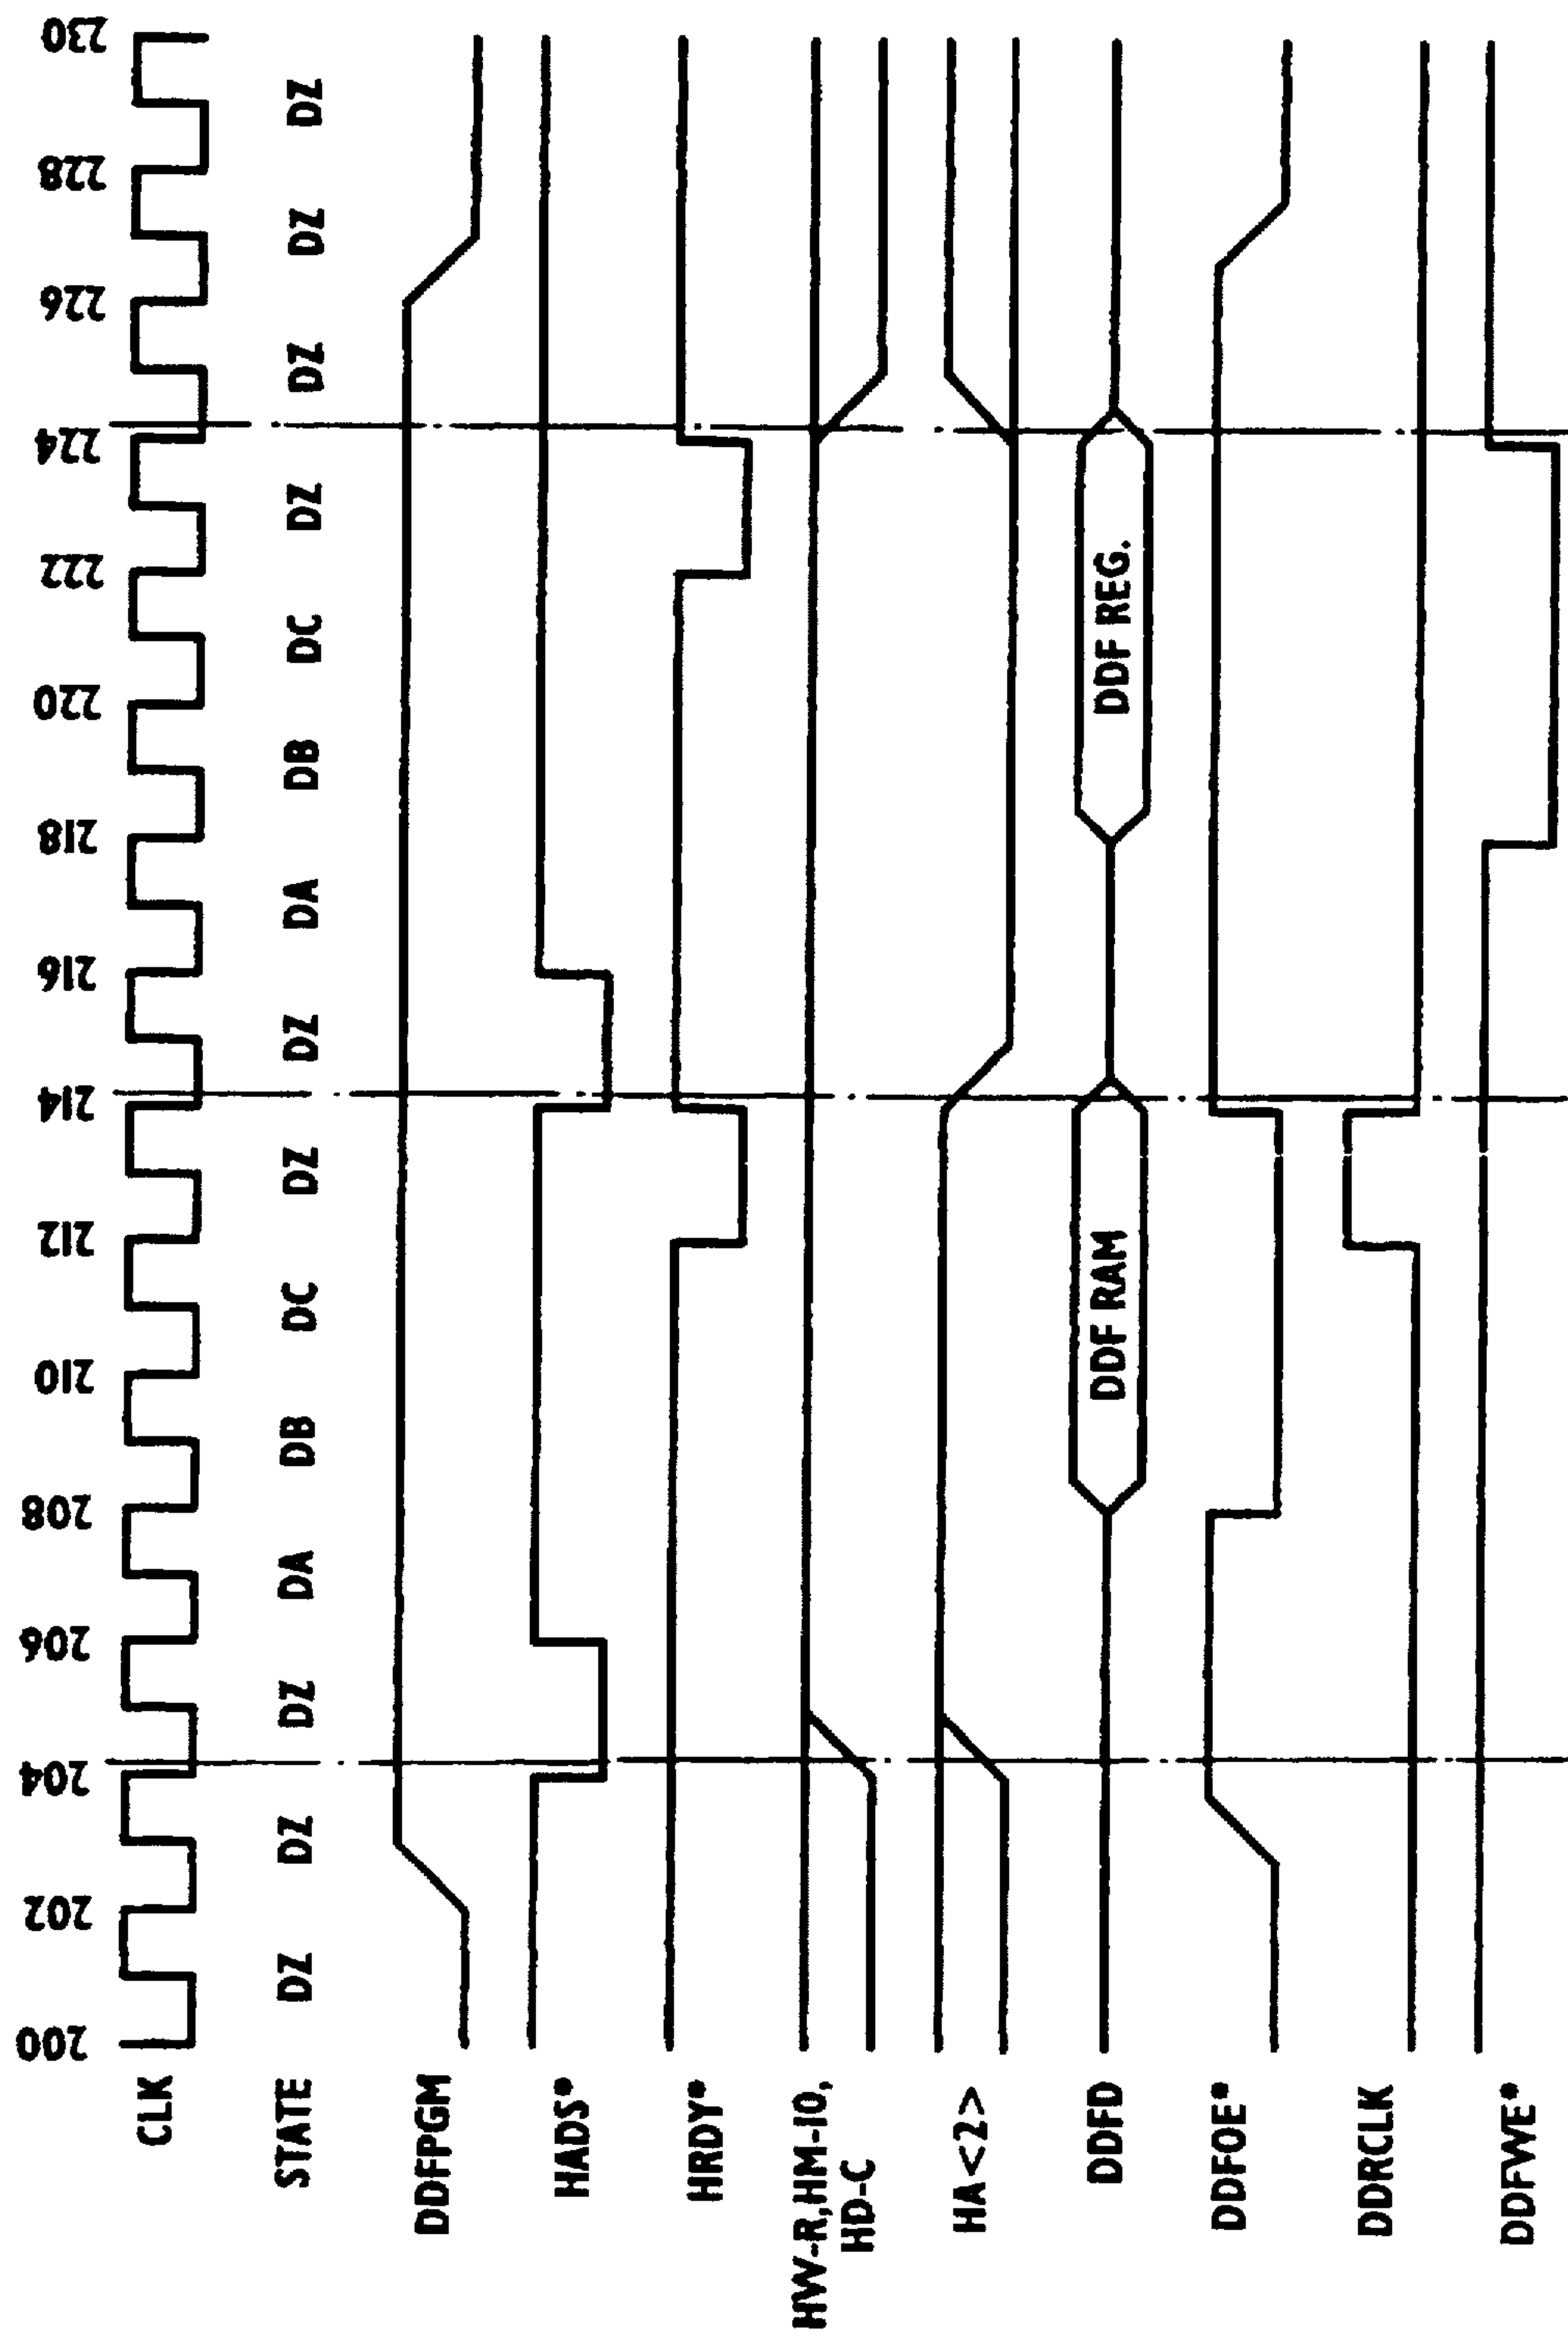 200 202 204 206 208 210 212 214 216 218 220 222 224 226 228 230
CLK
STATE DZ DZ DZ DA DB DC DZ DZ DA DB DC DZ DZ DZ DZ
DDFPGM
HADS*
HRDY*
HW-R,HM-IO,
HD-C
HA<2>
DDFD DDF RAM DDF REG.
DDFOE*
DDRCLK
DDFWE*